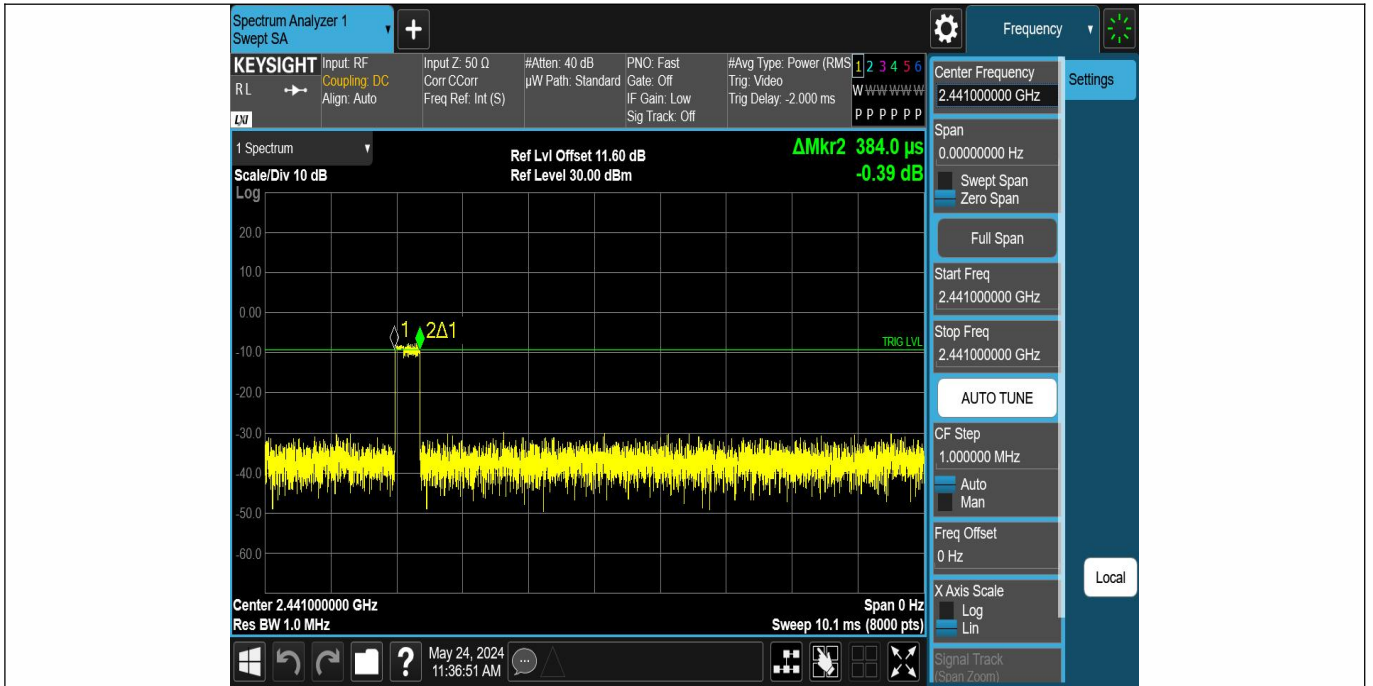 Spectrum Analyzer 1
Swept SA
+
Frequency
KEYSIGHT
R L
LXI
Input: RF
Coupling: DC
Align: Auto
Input Z: 50 Ω
Corr CCorr
Freq Ref: Int (S)
#Atten: 40 dB
µW Path: Standard
PNO: Fast
Gate: Off
IF Gain: Low
Sig Track: Off
#Avg Type: Power (RMS
Trig: Video
Trig Delay: -2.000 ms
1 2 3 4 5 6
W W W W W W
P P P P P P
Center Frequency
2.441000000 GHz
Settings
1 Spectrum
Scale/Div 10 dB
Ref Lvl Offset 11.60 dB
Ref Level 30.00 dBm
ΔMkr2 384.0 µs
-0.39 dB
Span
0.00000000 Hz
Swept Span
Zero Span
Full Span
Start Freq
2.441000000 GHz
Stop Freq
2.441000000 GHz
AUTO TUNE
CF Step
1.000000 MHz
Auto
Man
Freq Offset
0 Hz
X Axis Scale
Log
Lin
Signal Track
(Span Zoom)
Local
Log
20.0
10.0
0.00
-10.0
-20.0
-30.0
-40.0
-50.0
-60.0
1
2Δ1
TRIG LVL
Center 2.441000000 GHz
Span 0 Hz
Res BW 1.0 MHz
Sweep 10.1 ms (8000 pts)
?
May 24, 2024
11:36:51 AM